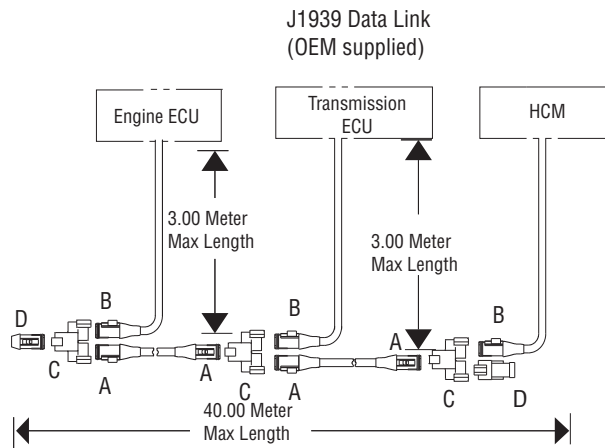 J1939 Data Link
(OEM supplied)
Engine ECU
Transmission
ECU
HCM
3.00 Meter
Max Length
3.00 Meter
Max Length
B
B
B
D
A
C
A
A
C
A
A
C
D
40.00 Meter
Max Length